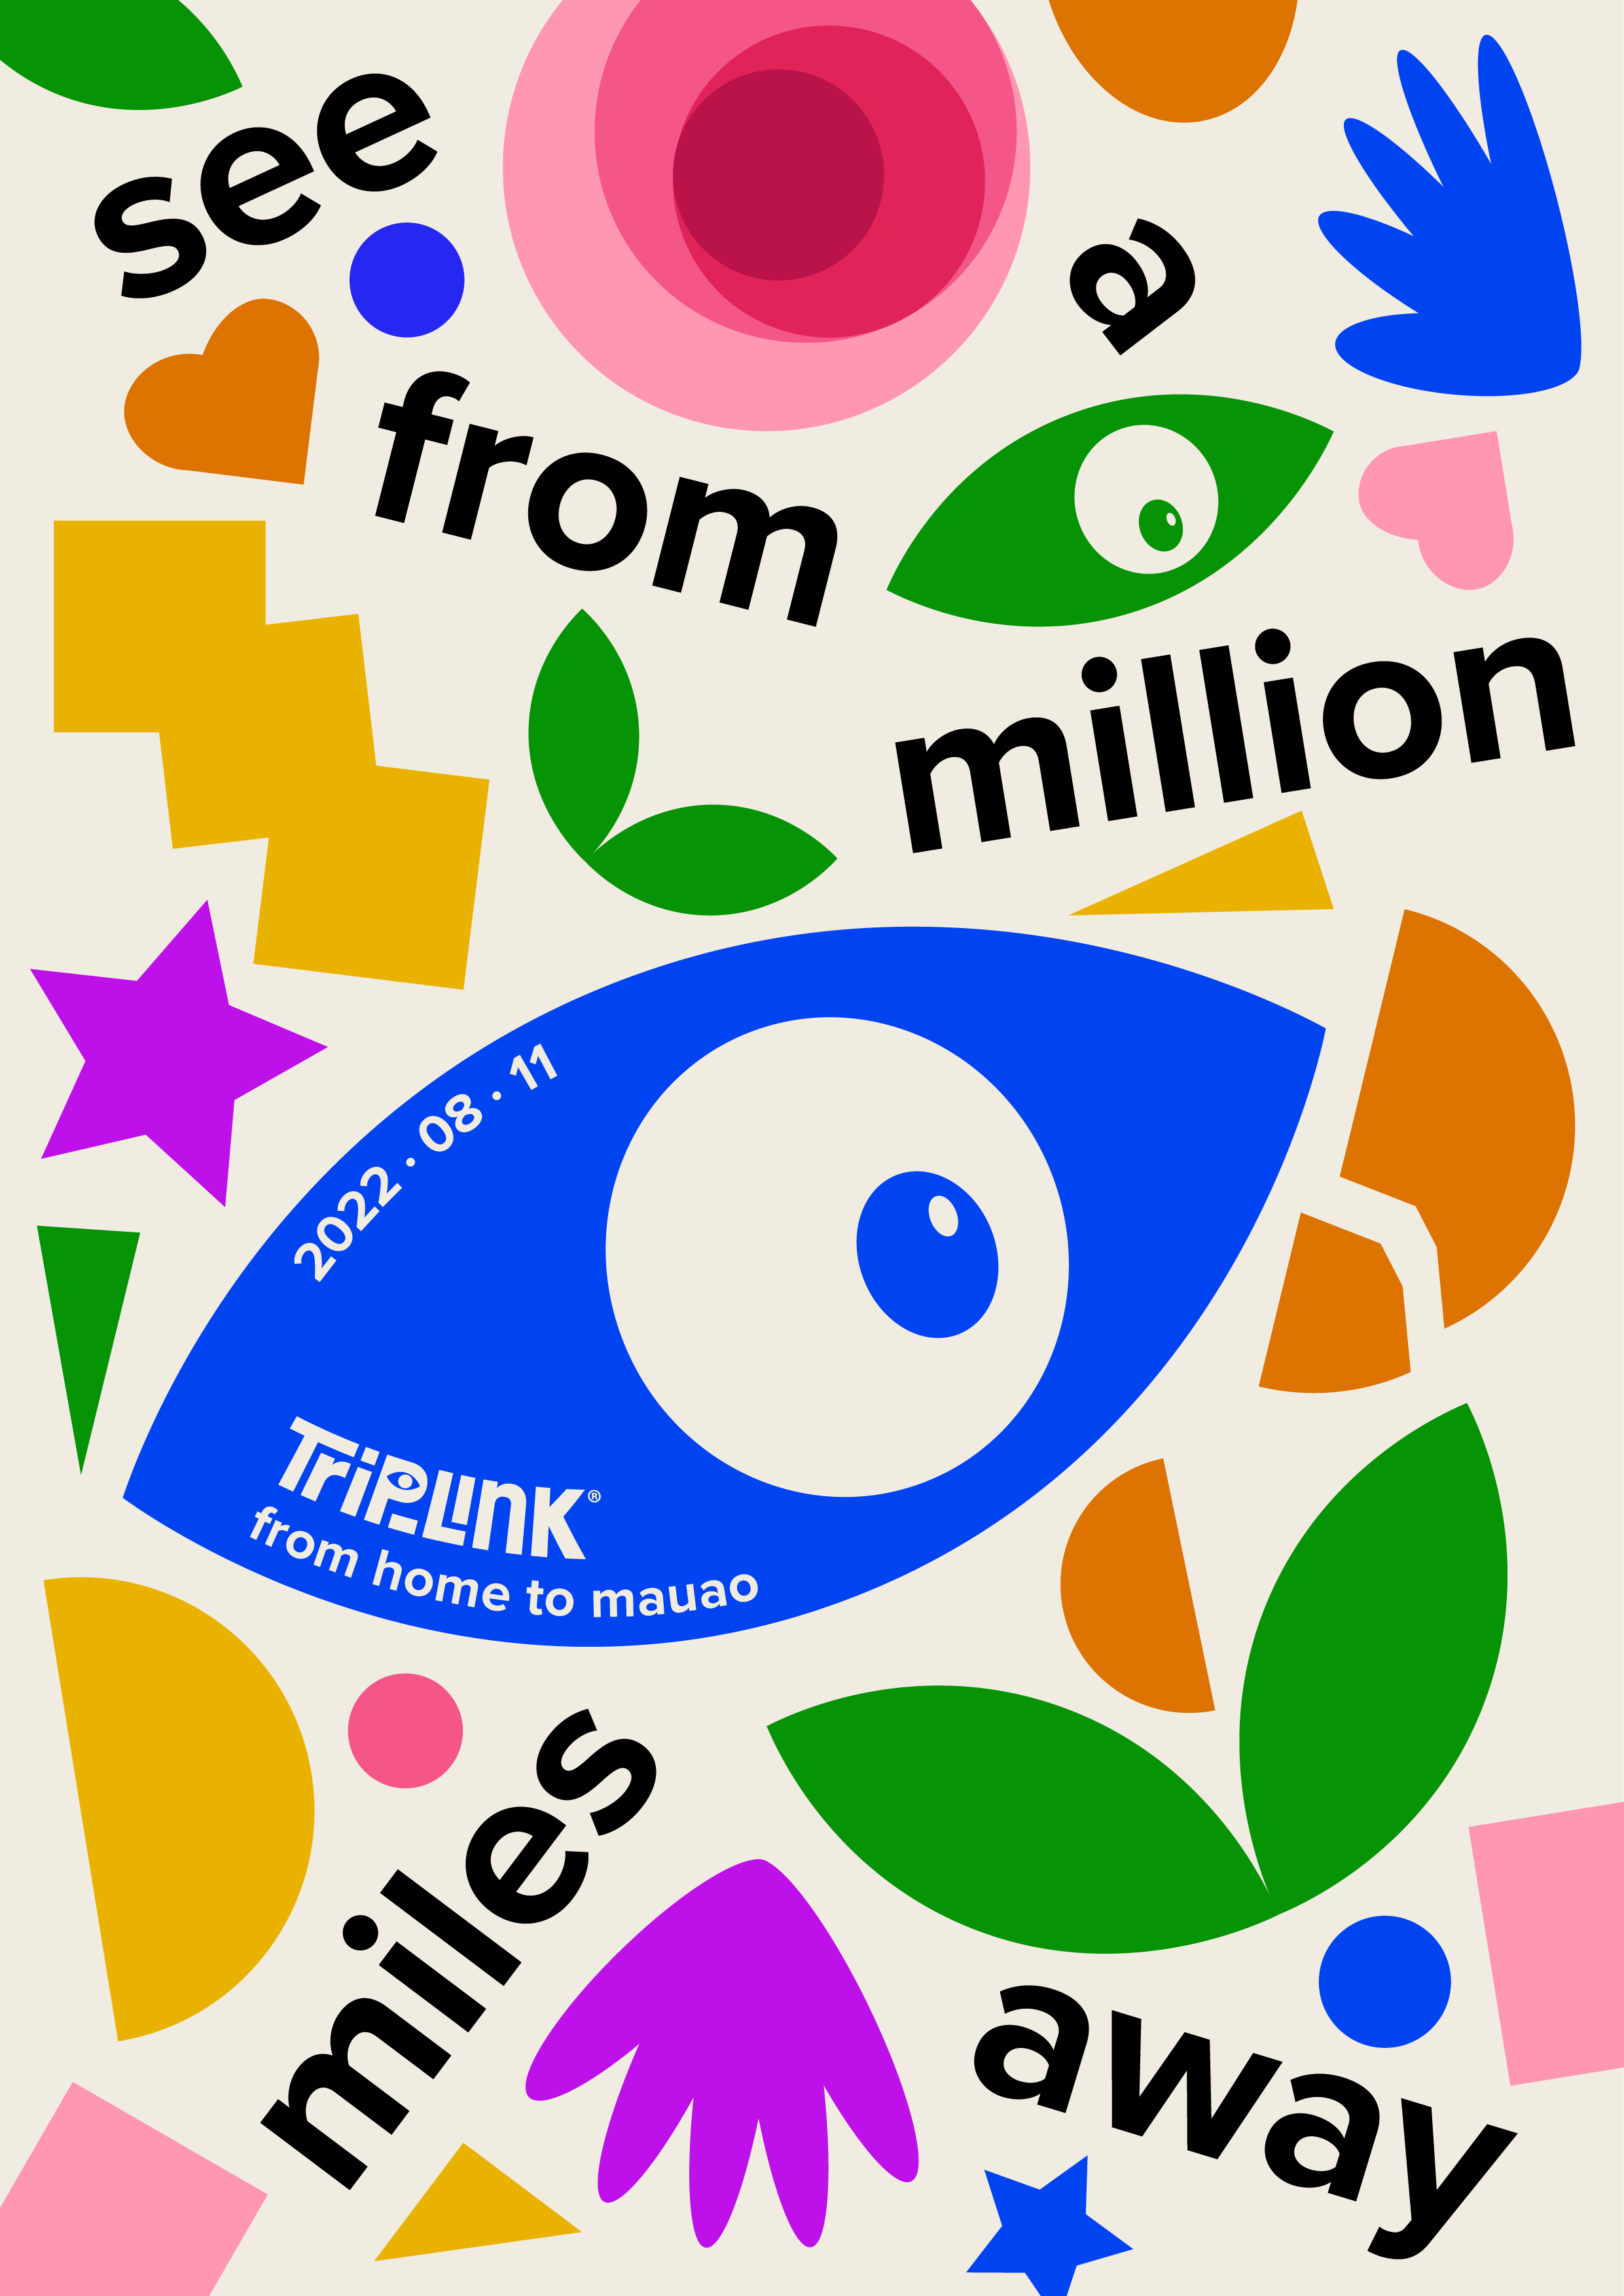 see
from
a
million
2022 · 08 · 11
TripLink®
from home to mauao
miles
away